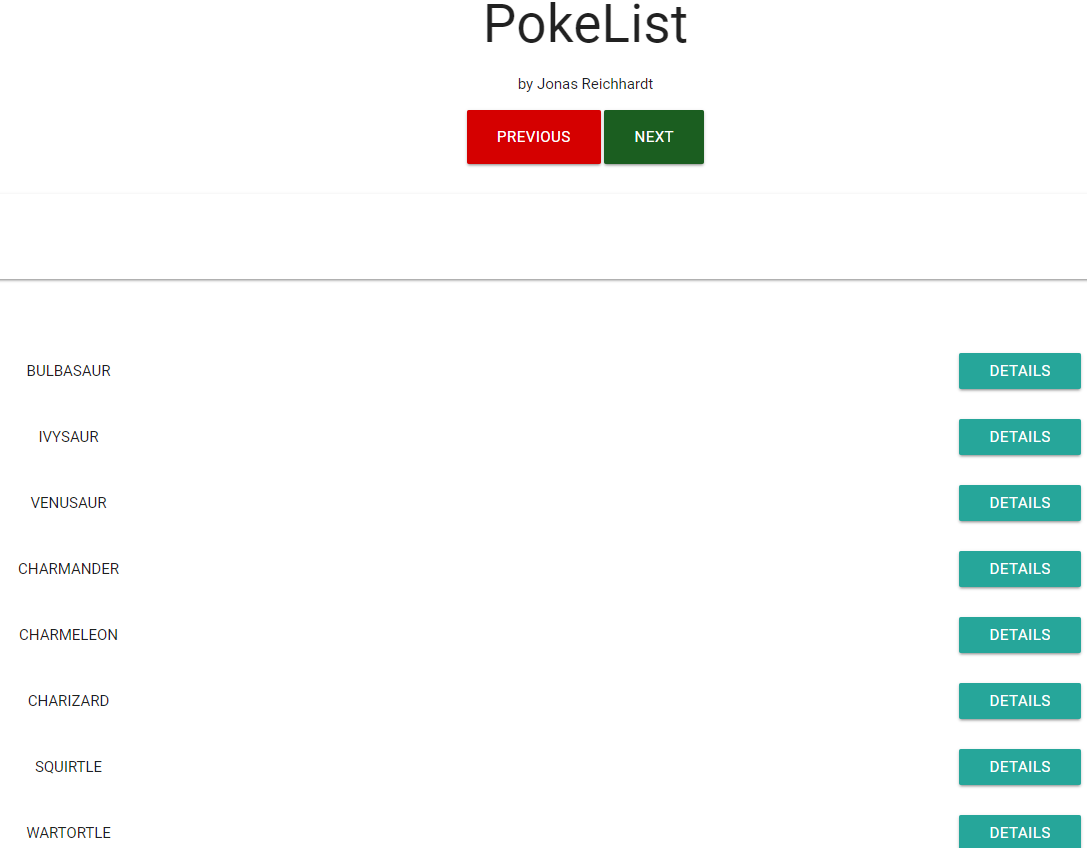 PokeList
by Jonas Reichhardt
PREVIOUS NEXT
BULBASAUR DETAILS
IVYSAUR DETAILS
VENUSAUR DETAILS
CHARMANDER DETAILS
CHARMELEON DETAILS
CHARIZARD DETAILS
SQUIRTLE DETAILS
WARTORTLE DETAILS